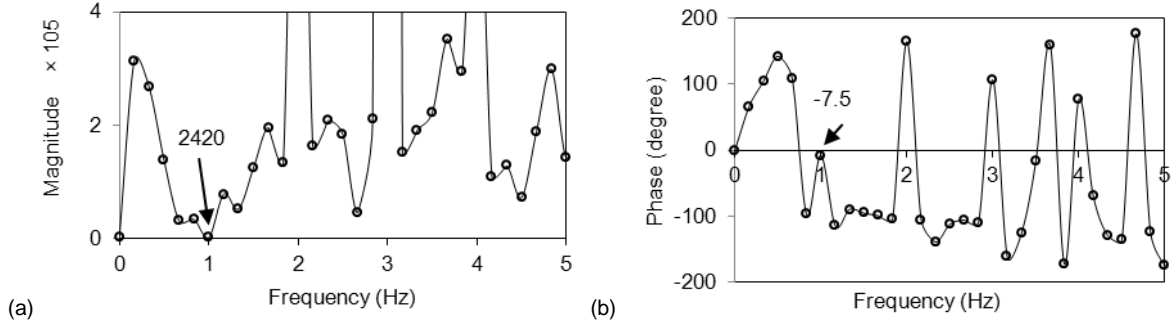 4
2
0
Magnitude × 105
2420
0 1 2 3 4 5
Frequency (Hz)
(a)
200
100
0
-100
-200
Phase (degree)
-7.5
0 1 2 3 4 5
Frequency (Hz)
(b)